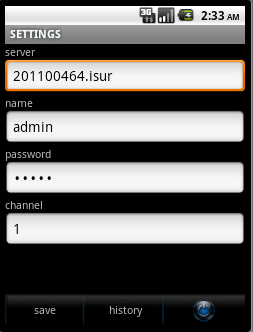 3G 2:33 AM
SETTINGS
server
201100464.isur
name
admin
password
•••••
channel
1
save history